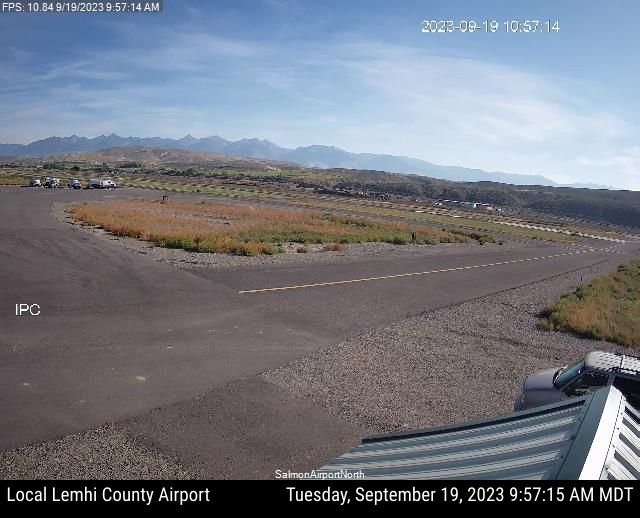 FPS: 10.84 9/19/2023 9:57:14 AM
2023-09-19 10:57:14
IPC
SalmonAirportNorth
Local Lemhi County Airport Tuesday, September 19, 2023 9:57:15 AM MDT